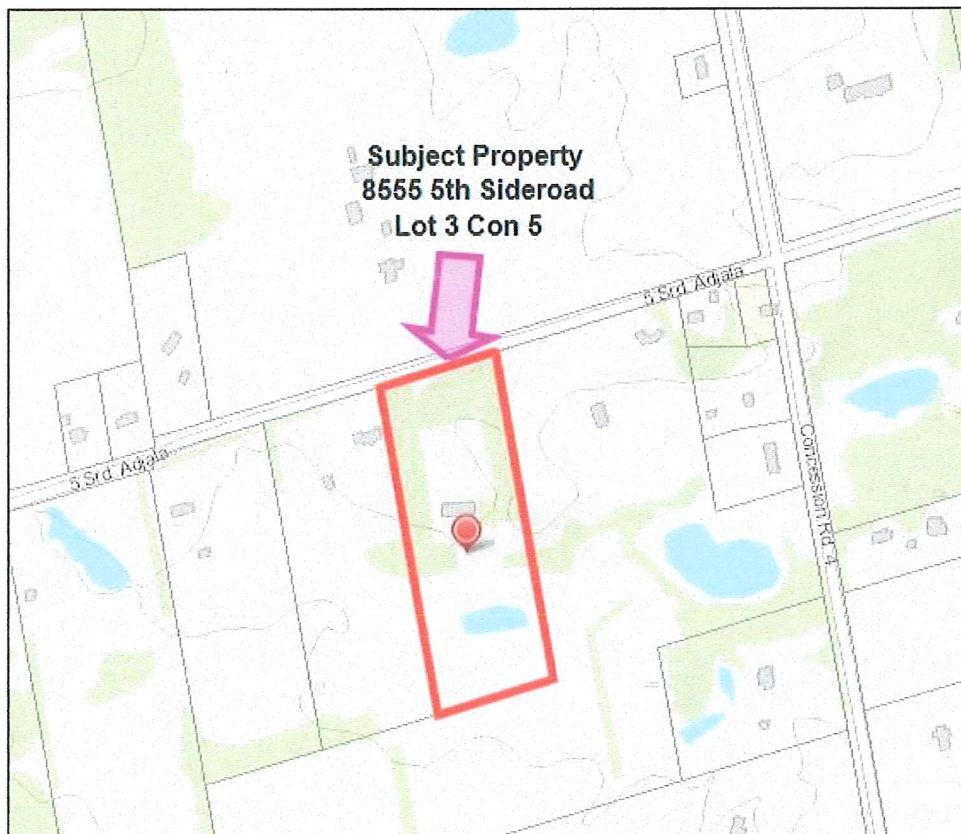 Subject Property
8555 5th Sideroad
Lot 3 Con 5
5 Srd. Adjala
5 Srd. Adjala
Concession Rd. 4